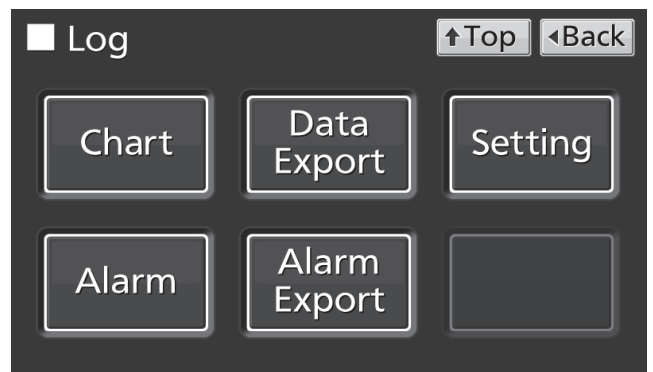 Log
↑Top
◂Back
Chart
Data
Export
Setting
Alarm
Alarm
Export